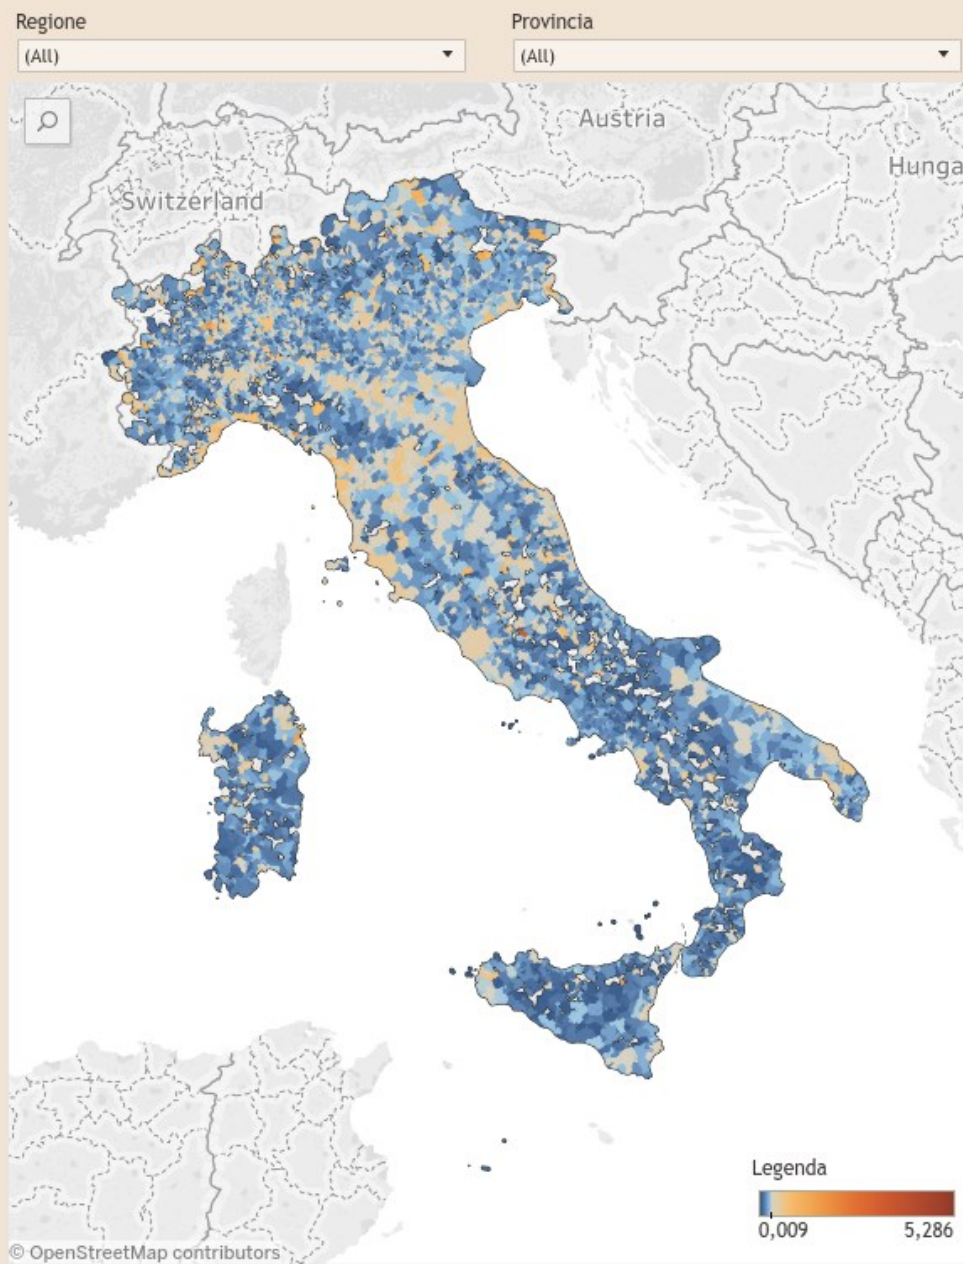 Regione
Provincia
(All)
(All)
Austria
Hunga
Switzerland
Legenda
0,009
5,286
© OpenStreetMap contributors